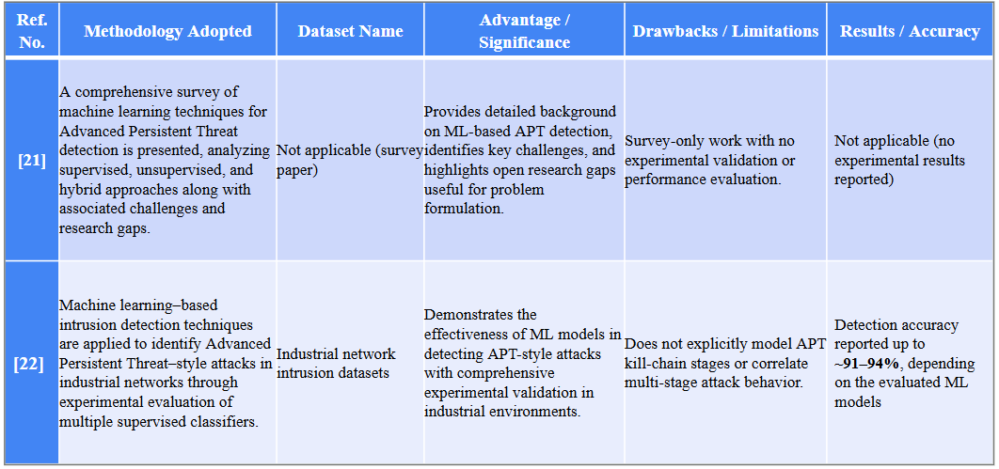 Ref.
No.
Methodology Adopted
Dataset Name
Advantage /
Significance
Drawbacks / Limitations
Results / Accuracy
[21]
A comprehensive survey of
machine learning techniques for
Advanced Persistent Threat
detection is presented, analyzing
supervised, unsupervised, and
hybrid approaches along with
associated challenges and
research gaps.
Not applicable (survey
paper)
Provides detailed background
on ML-based APT detection,
identifies key challenges, and
highlights open research gaps
useful for problem
formulation.
Survey-only work with no
experimental validation or
performance evaluation.
Not applicable (no
experimental results
reported)
[22]
Machine learning–based
intrusion detection techniques
are applied to identify Advanced
Persistent Threat–style attacks in
industrial networks through
experimental evaluation of
multiple supervised classifiers.
Industrial network
intrusion datasets
Demonstrates the
effectiveness of ML models in
detecting APT-style attacks
with comprehensive
experimental validation in
industrial environments.
Does not explicitly model APT
kill-chain stages or correlate
multi-stage attack behavior.
Detection accuracy
reported up to
~91–94%, depending
on the evaluated ML
models